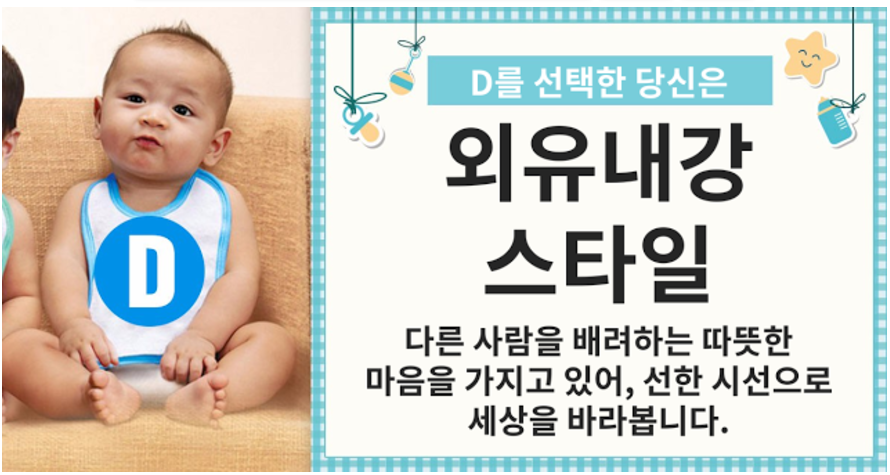 D
D를 선택한 당신은
외유내강
스타일
다른 사람을 배려하는 따뜻한
마음을 가지고 있어, 선한 시선으로
세상을 바라봅니다.